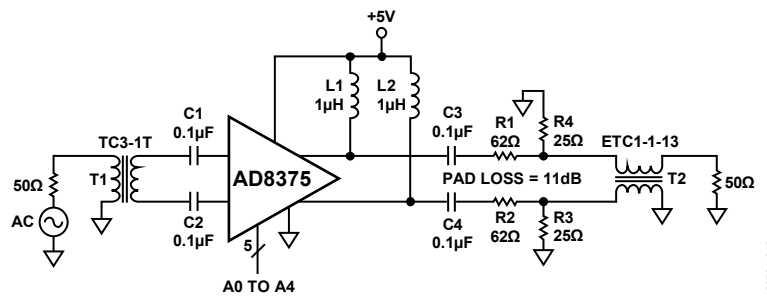 +5V
L1
1µH
L2
1µH
C1
0.1µF
C3
0.1µF
R1
62Ω
R4
25Ω
TC3-1T
ETC1-1-13
50Ω
T1
AD8375
PAD LOSS = 11dB
T2
50Ω
AC
C2
0.1µF
C4
0.1µF
R2
62Ω
R3
25Ω
5
A0 TO A4